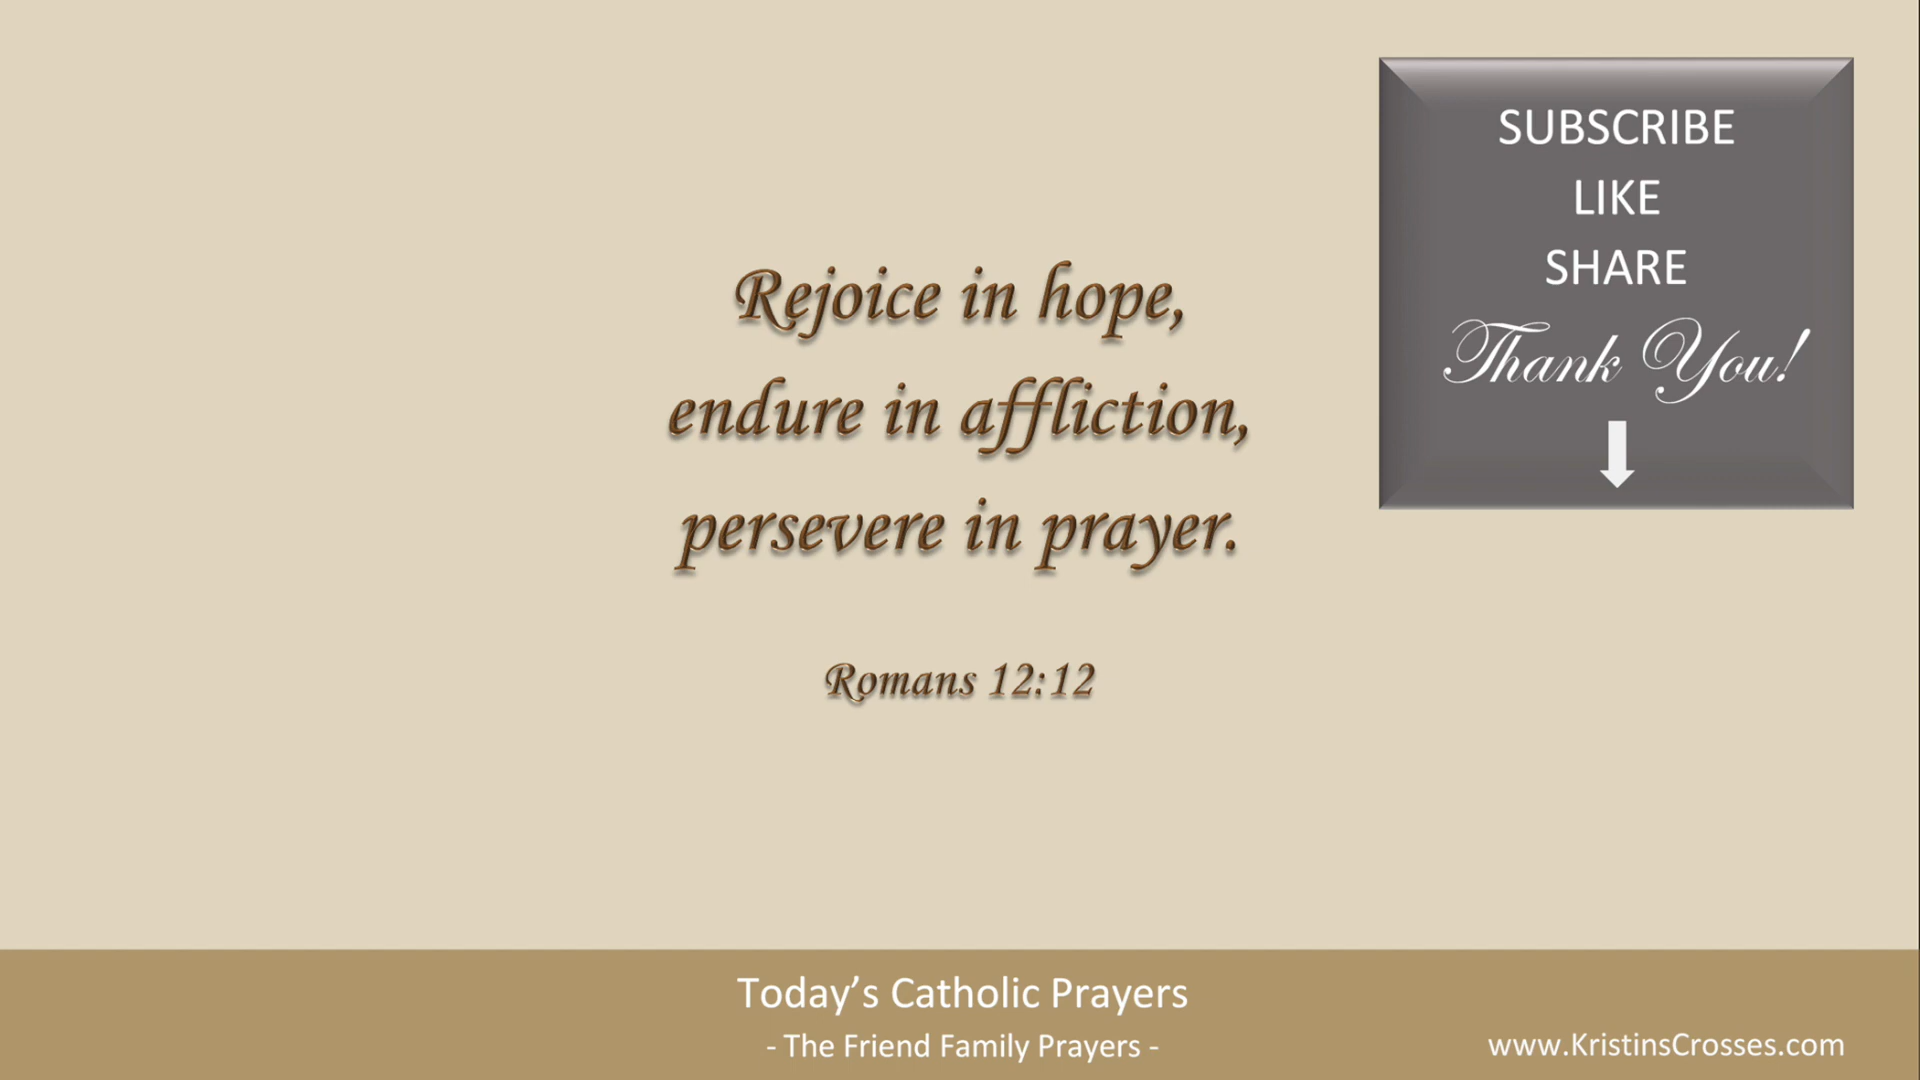 Rejoice in hope,
endure in affliction,
persevere in prayer.
Romans 12:12
SUBSCRIBE
LIKE
SHARE
Thank You!
Today’s Catholic Prayers
- The Friend Family Prayers -
www.KristinsCrosses.com